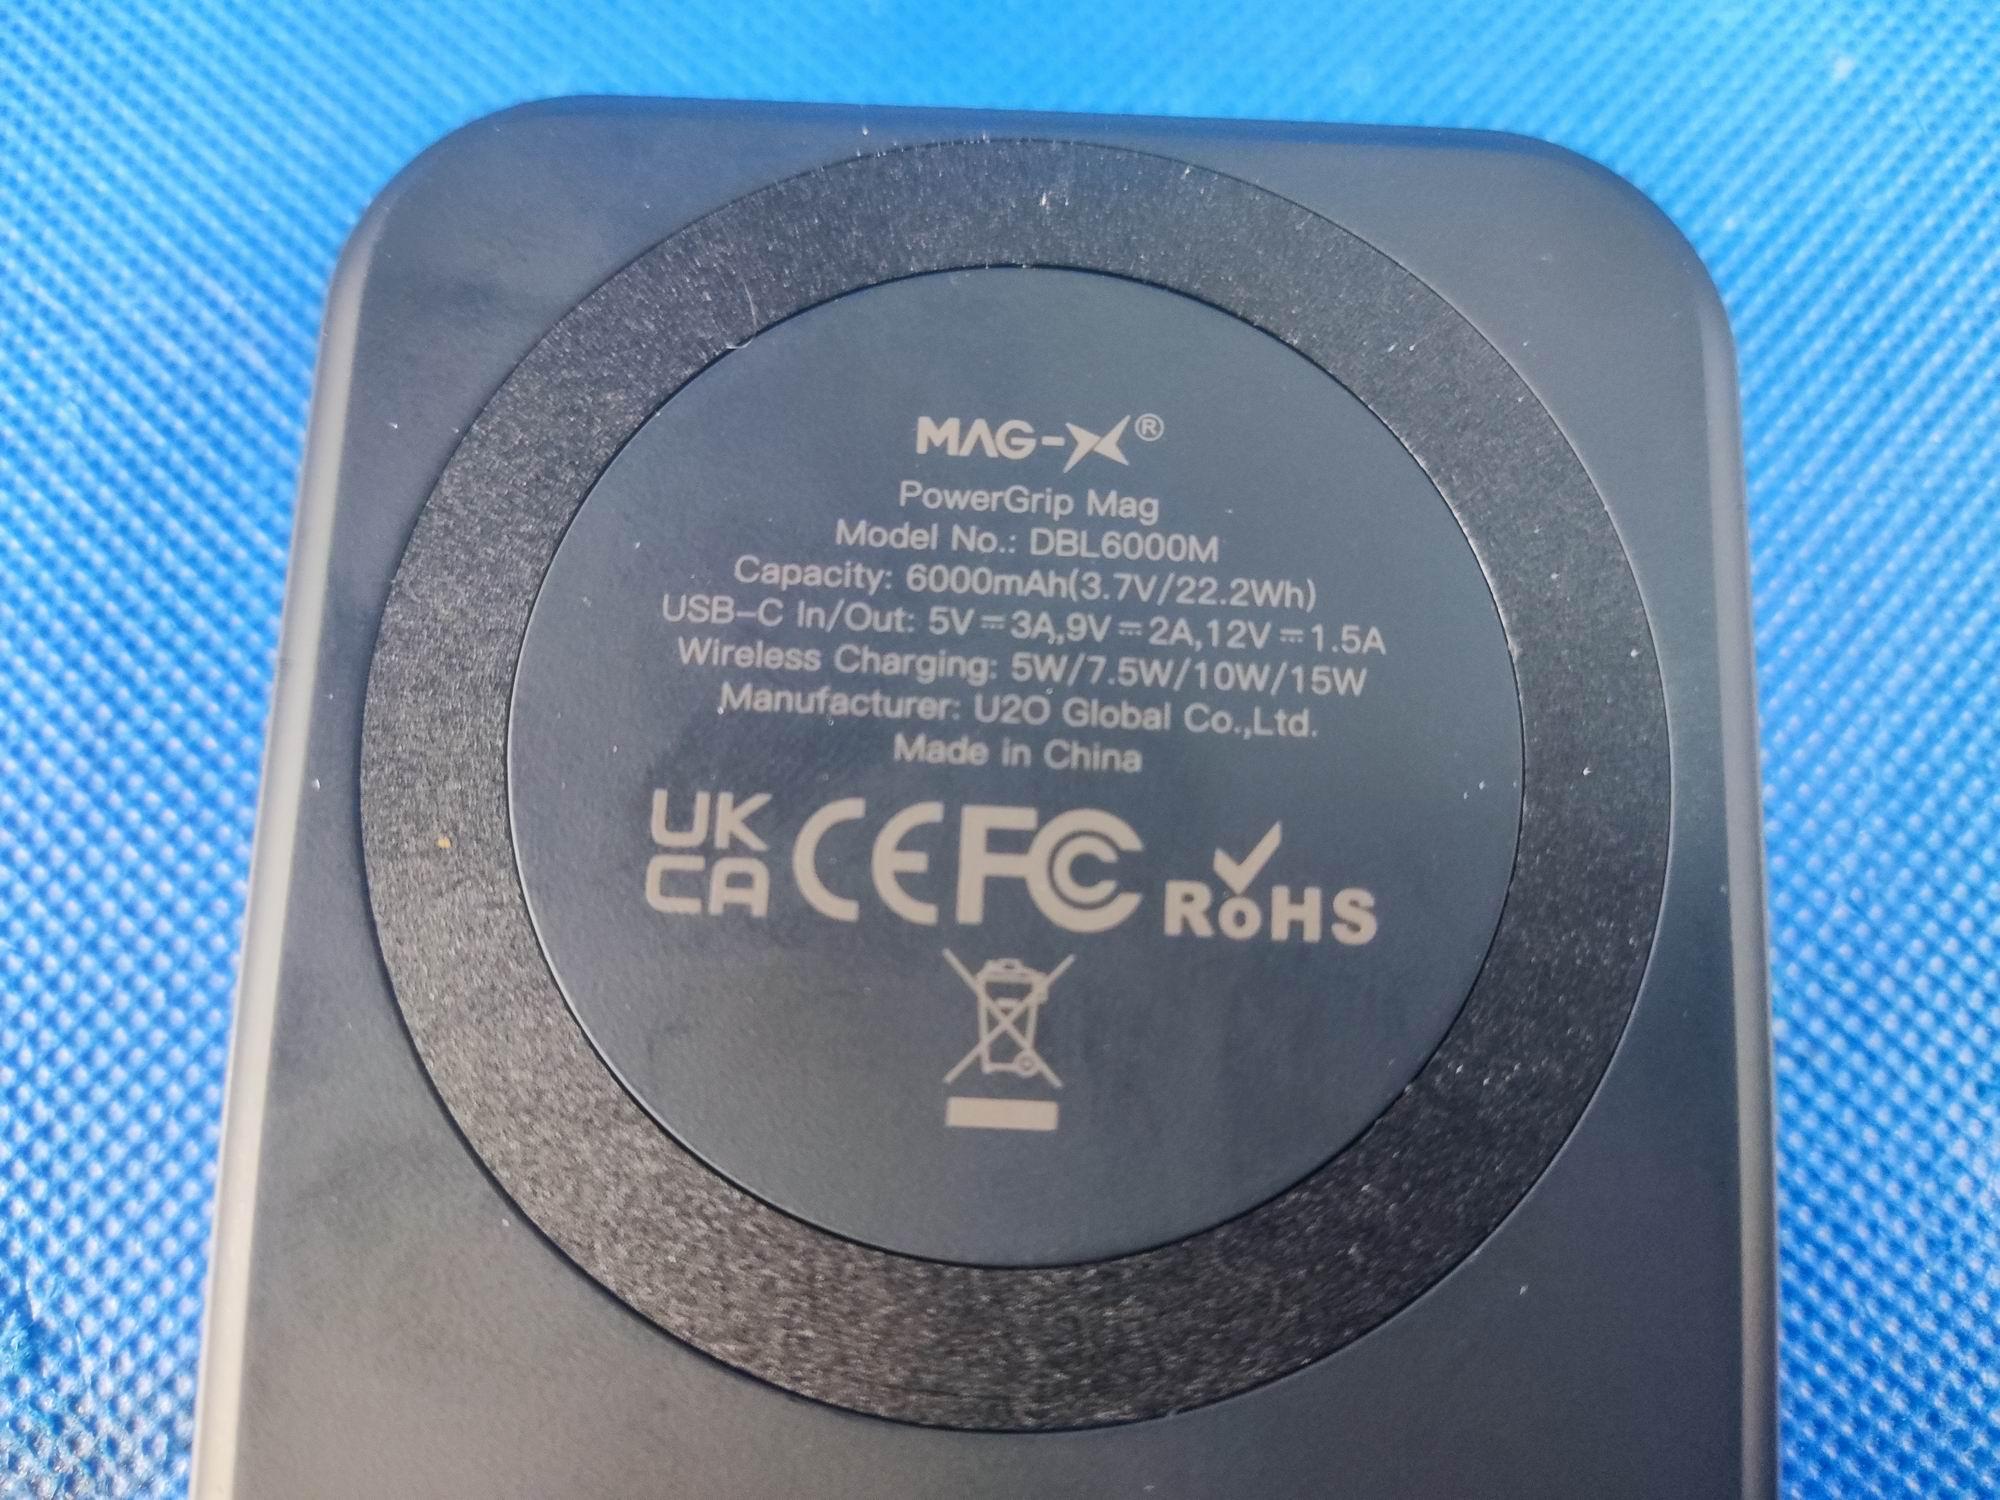 MAG-X®
PowerGrip Mag
Model No.: DBL6000M
Capacity: 6000mAh(3.7V/22.2Wh)
USB-C In/Out: 5V⎓3A,9V⎓2A,12V⎓1.5A
Wireless Charging: 5W/7.5W/10W/15W
Manufacturer: U2O Global Co.,Ltd.
Made in China
UK CE FC RoHS
CA